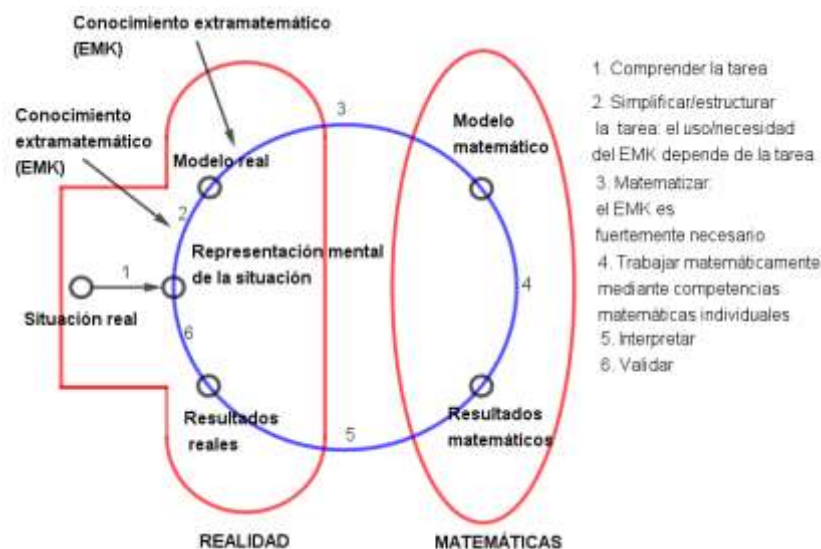 Conocimiento extramatemático
(EMK)
Conocimiento
extramatemático
(EMK)
3
Modelo
matemático
Modelo real
2
Representación mental
de la situación
1
4
Situación real
6
Resultados
reales
Resultados
matemáticos
5
REALIDAD
MATEMÁTICAS
1. Comprender la tarea
2. Simplificar/estructurar
la tarea: el uso/necesidad
del EMK depende de la tarea
3. Matematizar:
el EMK es
fuertemente necesario
4. Trabajar matemáticamente
mediante competencias
matemáticas individuales
5. Interpretar
6. Validar